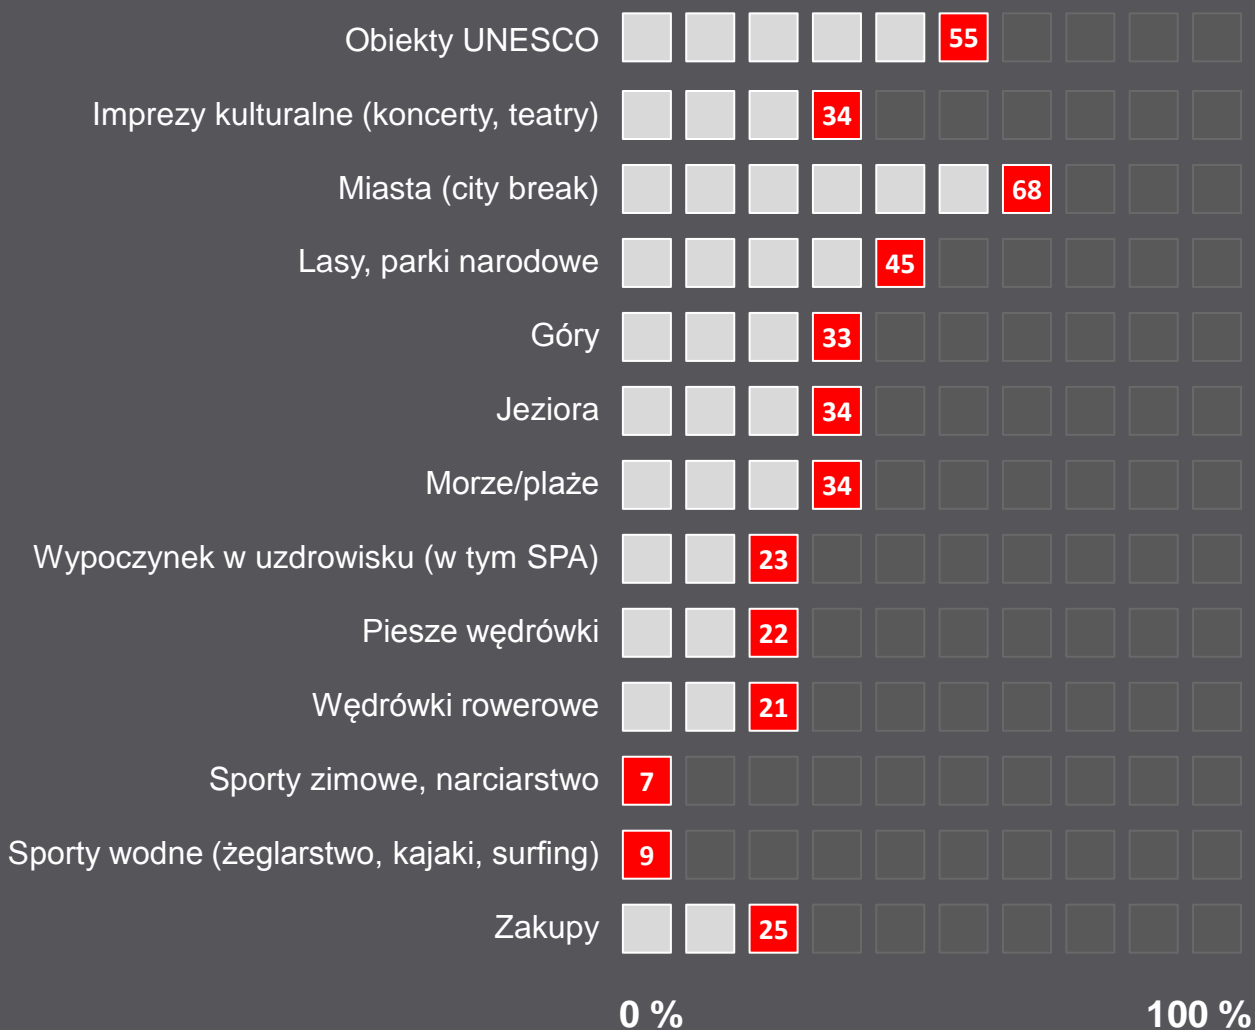 Obiekty UNESCO 55
Imprezy kulturalne (koncerty, teatry) 34
Miasta (city break) 68
Lasy, parki narodowe 45
Góry 33
Jeziora 34
Morze/plaże 34
Wypoczynek w uzdrowisku (w tym SPA) 23
Piesze wędrówki 22
Wędrówki rowerowe 21
Sporty zimowe, narciarstwo 7
Sporty wodne (żeglarstwo, kajaki, surfing) 9
Zakupy 25
0 % 100 %